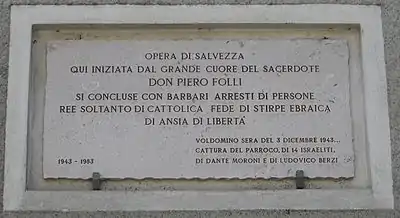 OPERA DI SALVEZZA
QUI INIZIATA DAL GRANDE CUORE DEL SACERDOTE
DON PIERO FOLLI
SI CONCLUSE CON BARBARI ARRESTI DI PERSONE
REE SOLTANTO DI CATTOLICA FEDE DI STIRPE EBRAICA
DI ANSIA DI LIBERTA'
VOLDOMINO SERA DEL 3 DICEMBRE 1943...
CATTURA DEL PARROCO, DI 14 ISRAELITI,
1943 - 1983 DI DANTE MORONI E DI LUDOVICO BERZI